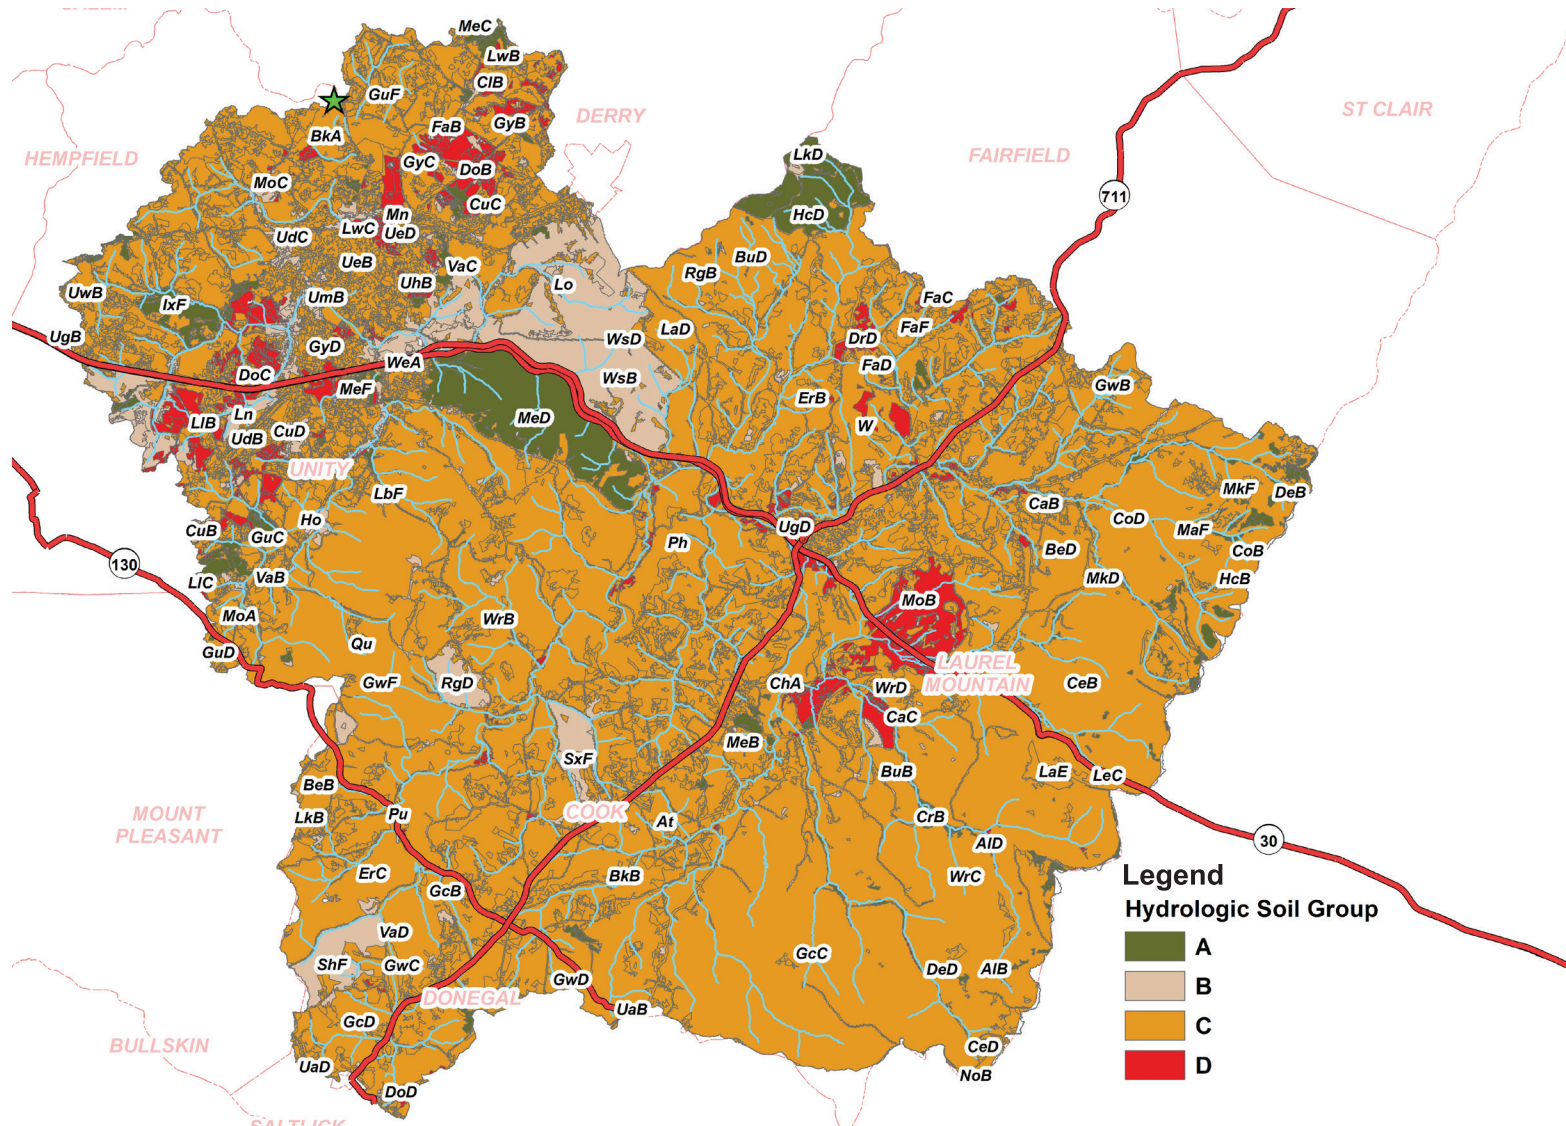 MeC
LwB
ClB
GuF
DERRY
ST CLAIR
GyB
FaB
BkA
HEMPFIELD
GyC
LkD
FAIRFIELD
DoB
MoC
711
CuC
Mn
HcD
LwC
UeD
UdC
BuD
UeB
VaC
RgB
UhB
Lo
UwB
UmB
FaC
IxF
FaF
LaD
UgB
WsD
DrD
GyD
WeA
FaD
DoC
WsB
GwB
MeF
ErB
Ln
MeD
LlB
W
CuD
UdB
UNITY
MkF
LbF
DeB
CaB
Ho
CoD
UgD
CuB
MaF
GuC
Ph
BeD
CoB
130
VaB
MkD
HcB
LlC
MoB
MoA
WrB
Qu
GuD
LAUREL
MOUNTAIN
GwF
RgD
ChA
WrD
CeB
CaC
MeB
SxF
BuB
LaE
LeC
BeB
MOUNT
PLEASANT
COOK
Pu
LkB
At
CrB
30
AlD
ErC
BkB
WrC
GcB
Legend
Hydrologic Soil Group
VaD
A
GcC
ShF
GwC
DeD
AlB
GwD
B
DONEGAL
UaB
GcD
C
BULLSKIN
CeD
UaD
NoB
D
DoD